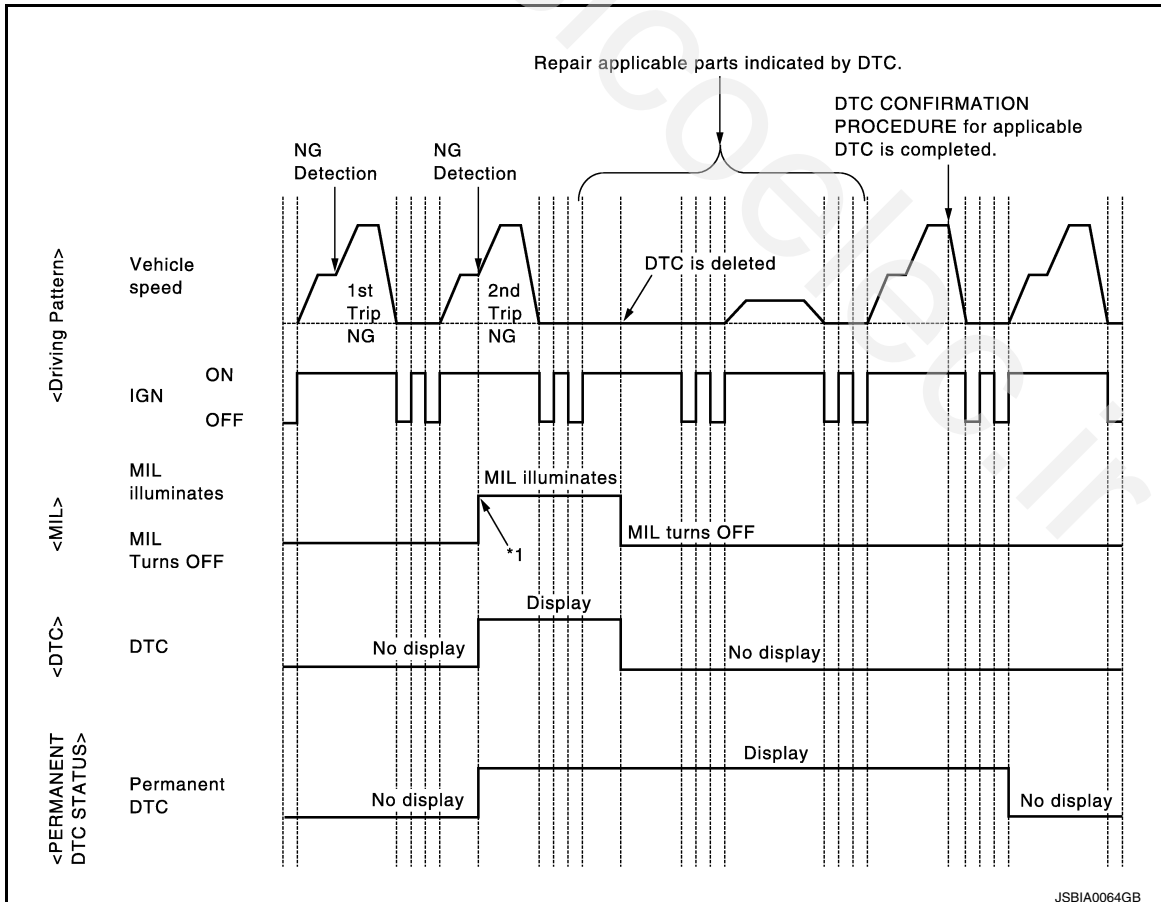 Repair applicable parts indicated by DTC.
DTC CONFIRMATION
PROCEDURE for applicable
DTC is completed.
NG
Detection
NG
Detection
<Driving Pattern>
Vehicle
speed
1st
Trip
NG
2nd
Trip
NG
DTC is deleted
IGN
ON
OFF
<MIL>
MIL
illuminates
MIL
Turns OFF
MIL illuminates
*1
MIL turns OFF
<DTC>
DTC
No display
Display
No display
<PERMANENT
DTC STATUS>
Permanent
DTC
No display
Display
No display
JSBIA0064GB